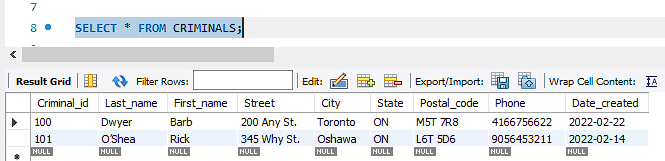 7
8 SELECT * FROM CRIMINALS;
Result Grid Filter Rows: Edit: Export/Import: Wrap Cell Content: IA
Criminal_id Last_name First_name Street City State Postal_code Phone Date_created
100 Dwyer Barb 200 Any St. Toronto ON M5T 7R8 4166756622 2022-02-22
101 O'Shea Rick 345 Why St. Oshawa ON L6T 5D6 9056453211 2022-02-14
NULL NULL NULL NULL NULL NULL NULL NULL NULL